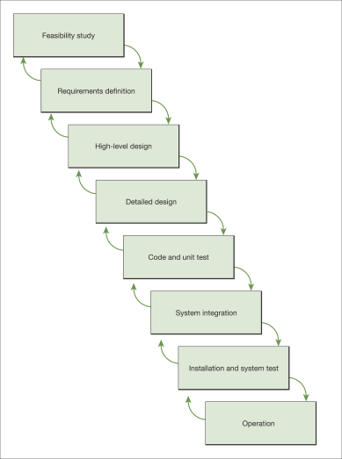 Feasibility study
Requirements definition
High-level design
Detailed design
Code and unit test
System integration
Installation and system test
Operation